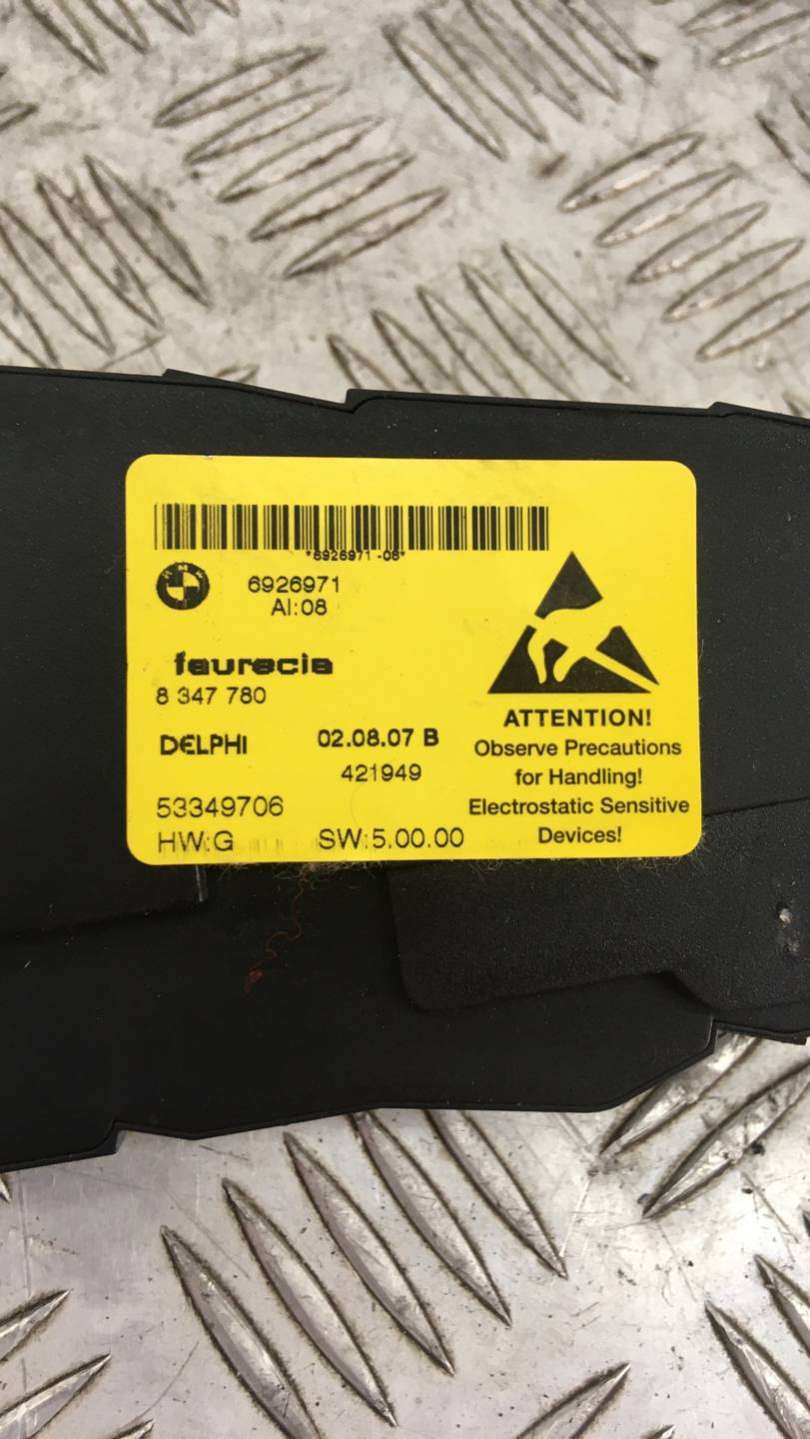 *6926971-08*
6926971
AI:08
faurecia
8 347 780
DELPHI
02.08.07 B
421949
53349706
HW:G
SW:5.00.00
ATTENTION!
Observe Precautions
for Handling!
Electrostatic Sensitive
Devices!